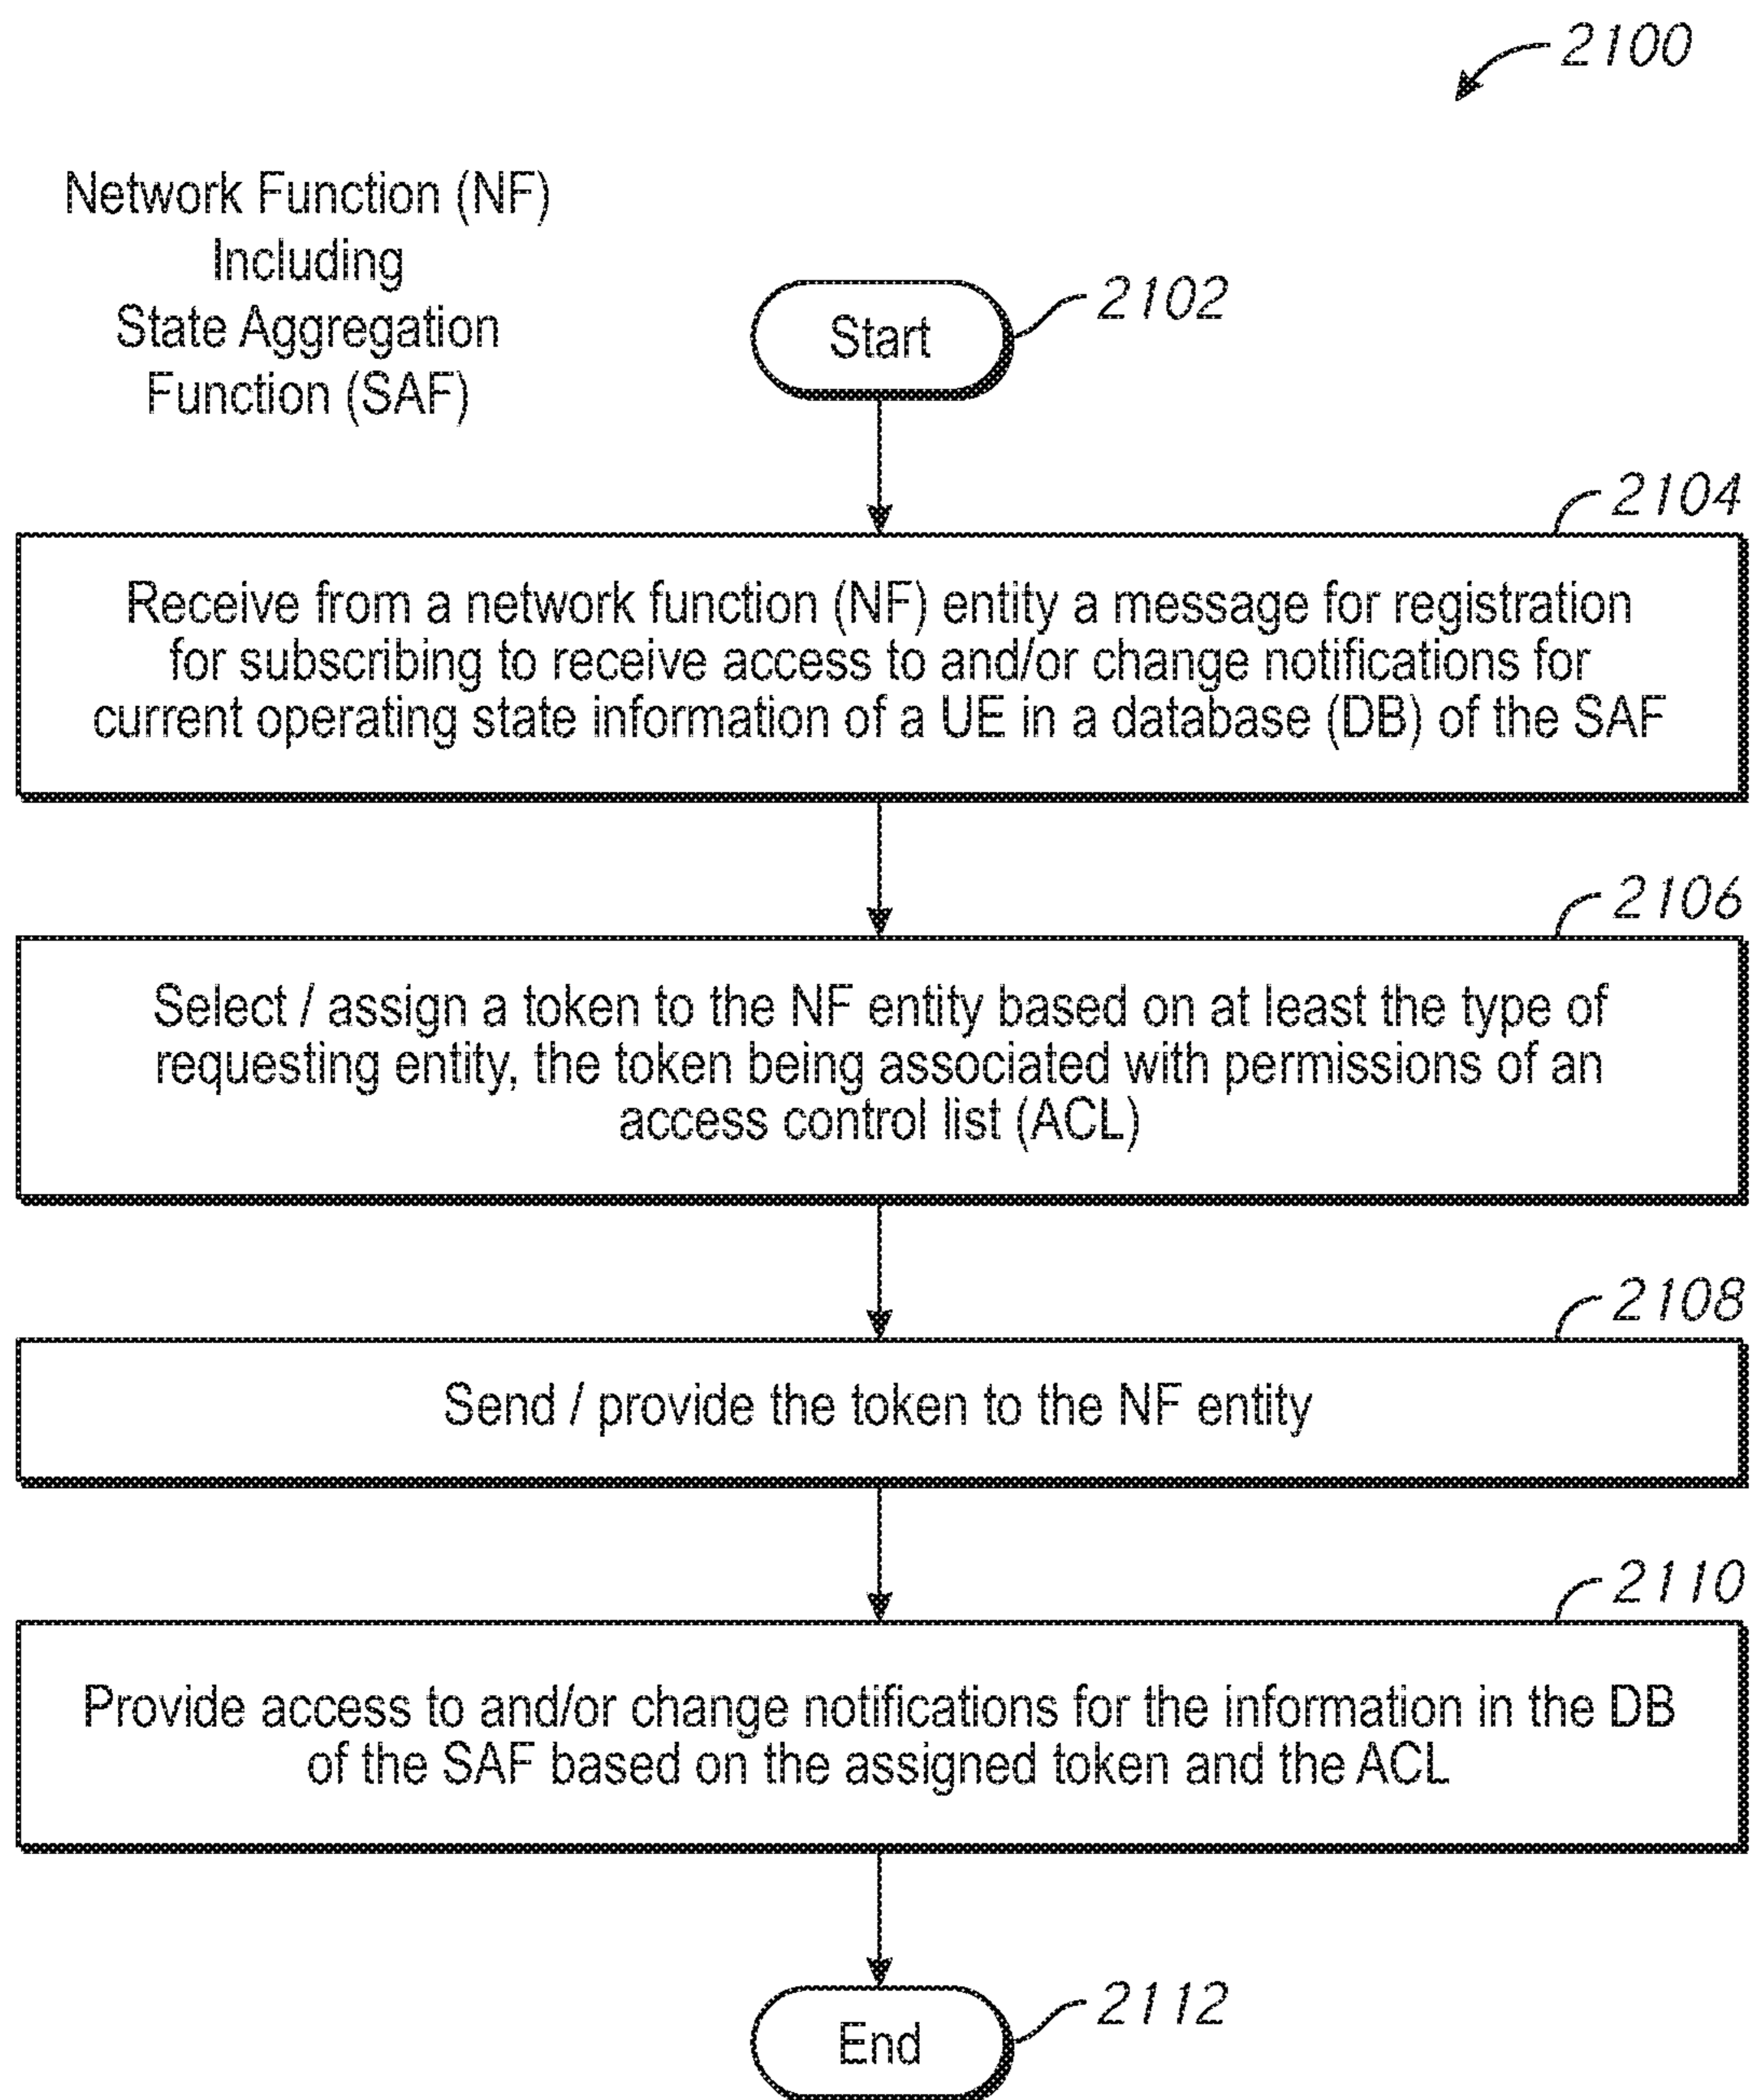 2100
Network Function (NF)
Including
State Aggregation
Function (SAF)
Start
2102
2104
Receive from a network function (NF) entity a message for registration
for subscribing to receive access to and/or change notifications for
current operating state information of a UE in a database (DB) of the SAF
2106
Select / assign a token to the NF entity based on at least the type of
requesting entity, the token being associated with permissions of an
access control list (ACL)
2108
Send / provide the token to the NF entity
2110
Provide access to and/or change notifications for the information in the DB
of the SAF based on the assigned token and the ACL
End
2112